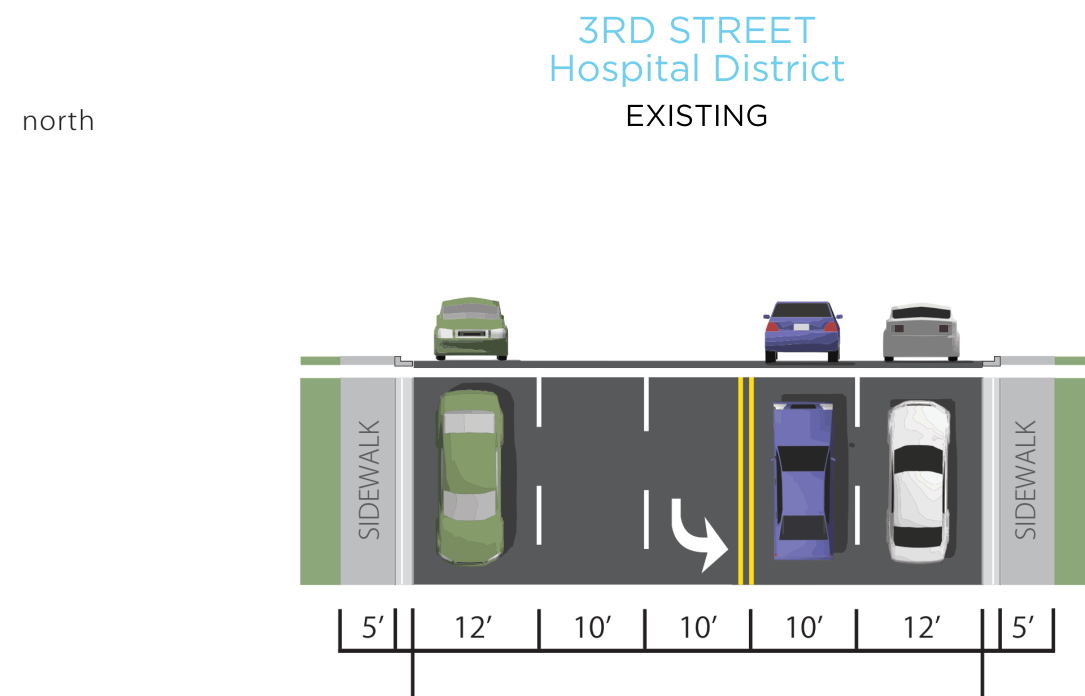 3RD STREET
Hospital District
EXISTING
north
SIDEWALK
SIDEWALK
5’ 12’ 10’ 10’ 10’ 12’ 5’